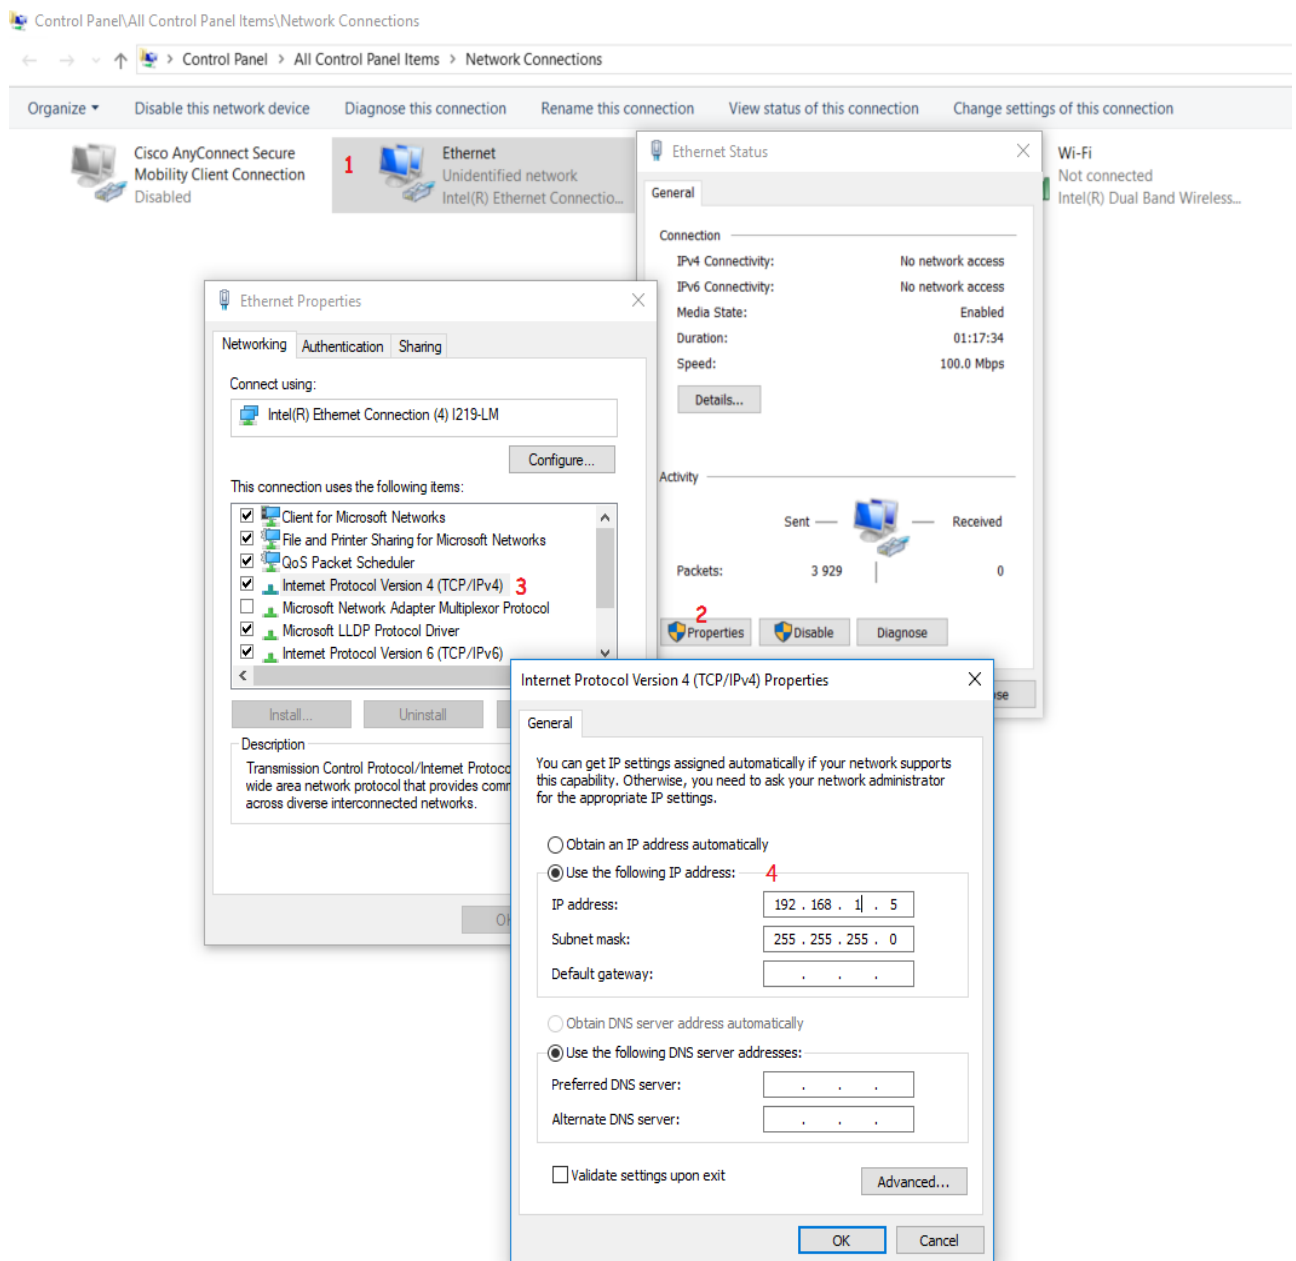 Control Panel\All Control Panel Items\Network Connections
Control Panel > All Control Panel Items > Network Connections
Organize Disable this network device Diagnose this connection Rename this connection View status of this connection Change settings of this connection
Cisco AnyConnect Secure
Mobility Client Connection
Disabled
1
Ethernet
Unidentified network
Intel(R) Ethernet Connectio...
Wi-Fi
Not connected
Intel(R) Dual Band Wireless...
Ethernet Status
General
Connection
IPv4 Connectivity: No network access
IPv6 Connectivity: No network access
Media State: Enabled
Duration: 01:17:34
Speed: 100.0 Mbps
Details...
Activity
Sent Received
Packets: 3 929 0
2
Properties Disable Diagnose
Ethernet Properties
Networking Authentication Sharing
Connect using:
Intel(R) Ethernet Connection (4) I219-LM
Configure...
This connection uses the following items:
Client for Microsoft Networks
File and Printer Sharing for Microsoft Networks
QoS Packet Scheduler
Internet Protocol Version 4 (TCP/IPv4) 3
Microsoft Network Adapter Multiplexor Protocol
Microsoft LLDP Protocol Driver
Internet Protocol Version 6 (TCP/IPv6)
Install... Uninstall
Description
Transmission Control Protocol/Internet
wide area network protocol that provides
across diverse interconnected networks.
Internet Protocol Version 4 (TCP/IPv4) Properties
General
You can get IP settings assigned automatically if your network supports
this capability. Otherwise, you need to ask your network administrator
for the appropriate IP settings.
Obtain an IP address automatically
Use the following IP address: 4
IP address: 192 . 168 . 1 . 5
Subnet mask: 255 . 255 . 255 . 0
Default gateway: . . .
Obtain DNS server address automatically
Use the following DNS server addresses:
Preferred DNS server: . . .
Alternate DNS server: . . .
Validate settings upon exit
Advanced...
OK Cancel